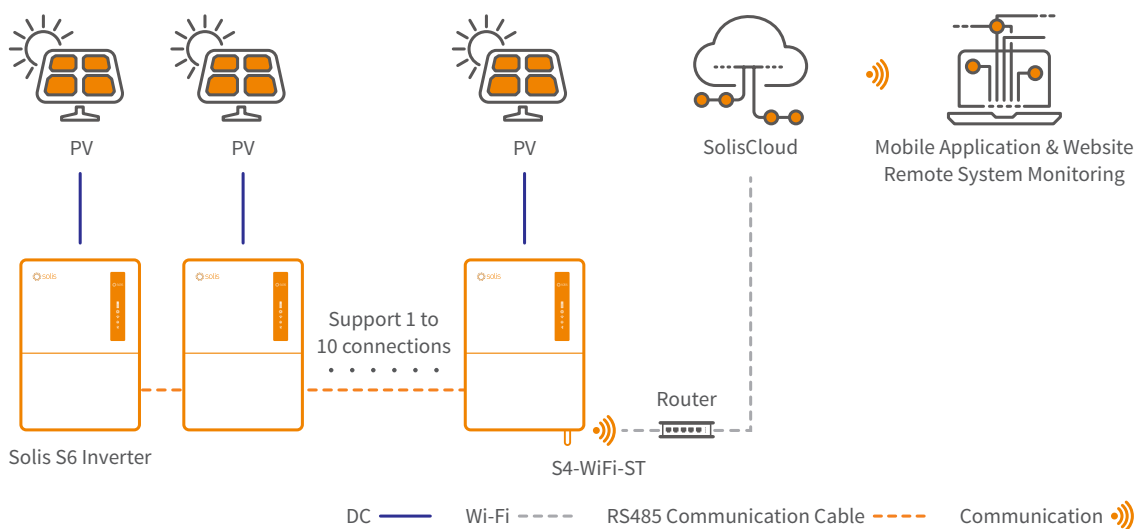 PV
PV
PV
SolisCloud
Mobile Application & Website
Remote System Monitoring
solis
solis
solis
Support 1 to
10 connections
Router
Solis S6 Inverter
S4-WiFi-ST
DC
Wi-Fi
RS485 Communication Cable
Communication